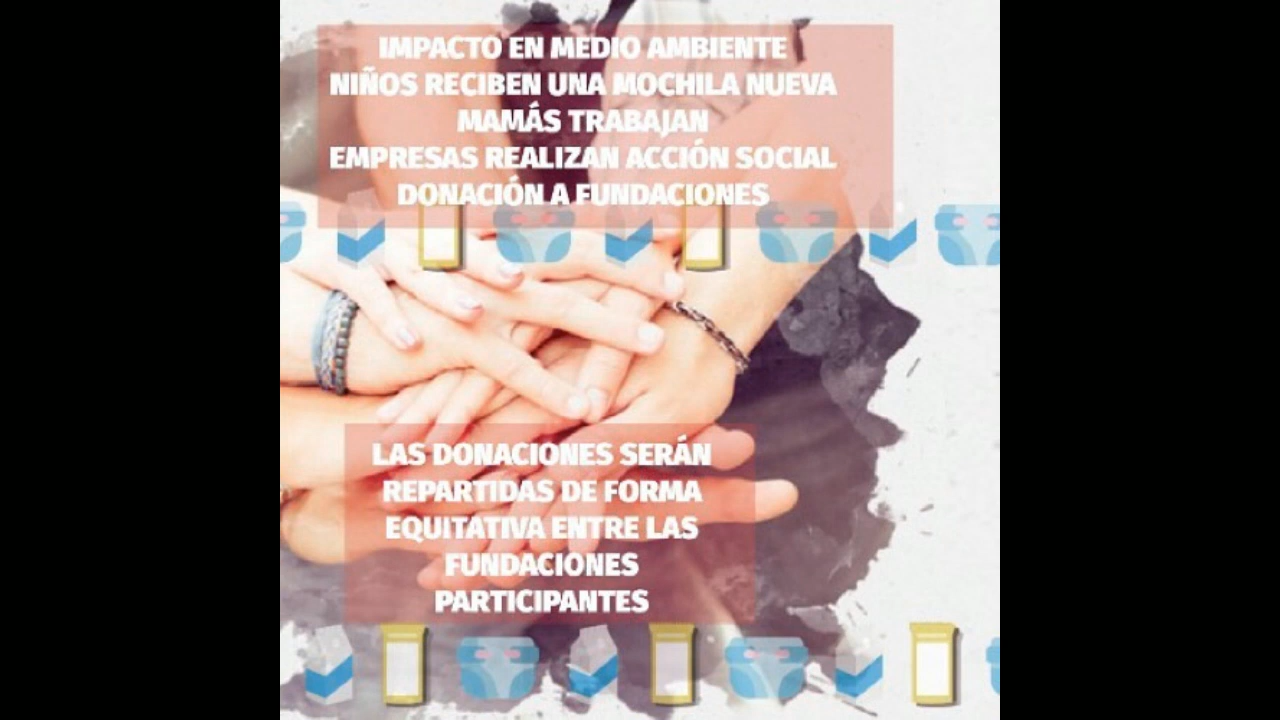 IMPACTO EN MEDIO AMBIENTE
NIÑOS RECIBEN UNA MOCHILA NUEVA
MAMÁS TRABAJAN
EMPRESAS REALIZAN ACCIÓN SOCIAL
DONACIÓN A FUNDACIONES
LAS DONACIONES SERÁN
REPARTIDAS DE FORMA
EQUITATIVA ENTRE LAS
FUNDACIONES
PARTICIPANTES